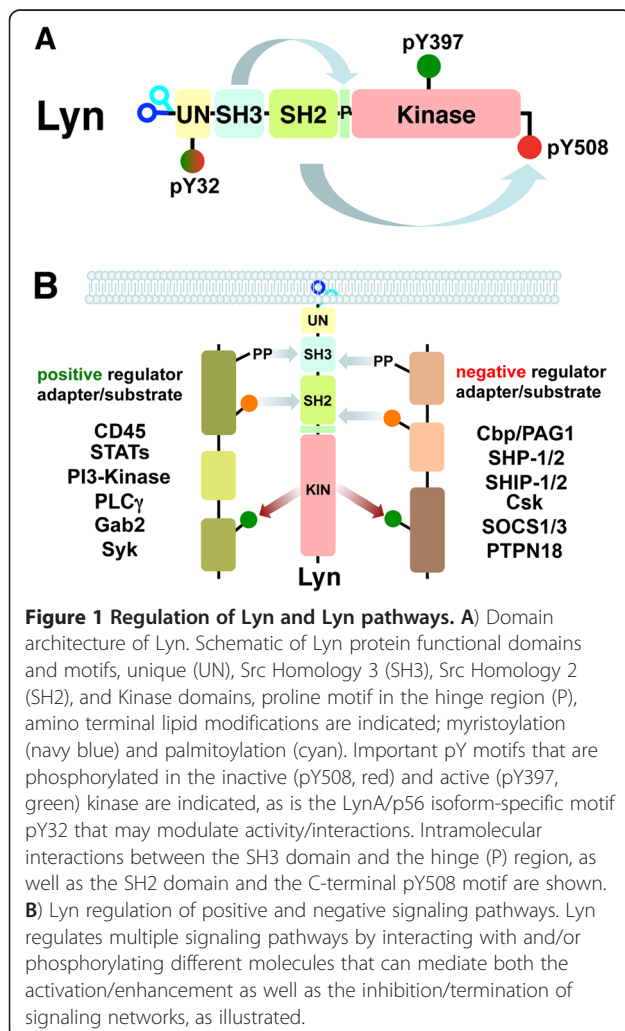 A
pY397
Lyn
UN
SH3
SH2
P
Kinase
pY32
pY508
B
UN
PP
SH3
PP
positive regulator
adapter/substrate
negative regulator
adapter/substrate
SH2
CD45
STATs
PI3-Kinase
PLCγ
Gab2
Syk
KIN
Cbp/PAG1
SHP-1/2
SHIP-1/2
Csk
SOCS1/3
PTPN18
Lyn
Figure 1 Regulation of Lyn and Lyn pathways. A) Domain
architecture of Lyn. Schematic of Lyn protein functional domains
and motifs, unique (UN), Src Homology 3 (SH3), Src Homology 2
(SH2), and Kinase domains, proline motif in the hinge region (P),
amino terminal lipid modifications are indicated; myristoylation
(navy blue) and palmitoylation (cyan). Important pY motifs that are
phosphorylated in the inactive (pY508, red) and active (pY397,
green) kinase are indicated, as is the LynA/p56 isoform-specific motif
pY32 that may modulate activity/interactions. Intramolecular
interactions between the SH3 domain and the hinge (P) region, as
well as the SH2 domain and the C-terminal pY508 motif are shown.
B) Lyn regulation of positive and negative signaling pathways. Lyn
regulates multiple signaling pathways by interacting with and/or
phosphorylating different molecules that can mediate both the
activation/enhancement as well as the inhibition/termination of
signaling networks, as illustrated.